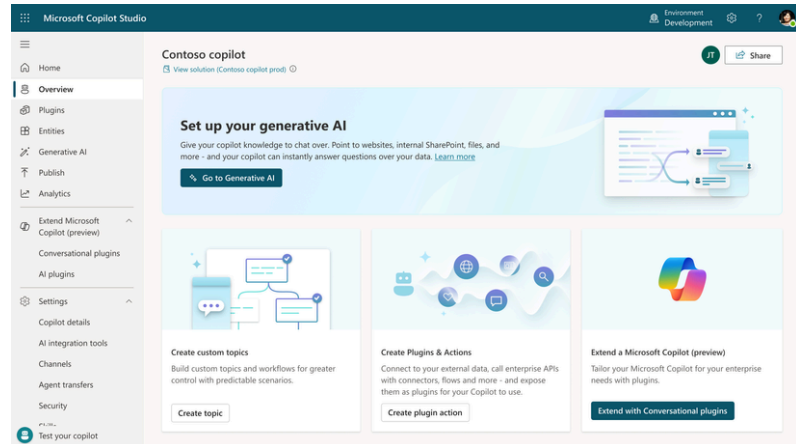 Microsoft Copilot Studio
Environment
Development
?
Home
Overview
Plugins
Entities
Generative AI
Publish
Analytics
Extend Microsoft
Copilot (preview)
Conversational plugins
AI plugins
Settings
Copilot details
AI integration tools
Channels
Agent transfers
Security
Test your copilot
Contoso copilot
View solution (Contoso copilot prod)
JT
Share
Set up your generative AI
Give your copilot knowledge to chat over. Point to
websites, internal SharePoint, files, and
more - and your copilot can instantly answer questions
over your data. Learn more
Go to Generative AI
Create custom topics
Build custom topics and workflows for greater
control with predictable scenarios.
Create topic
Create Plugins & Actions
Connect to your external data, call enterprise APIs
with connectors, flows and more - and expose
them as plugins for your Copilot to use.
Create plugin action
Extend a Microsoft Copilot (preview)
Tailor your Microsoft Copilot for your enterprise
needs with plugins.
Extend with Conversational plugins